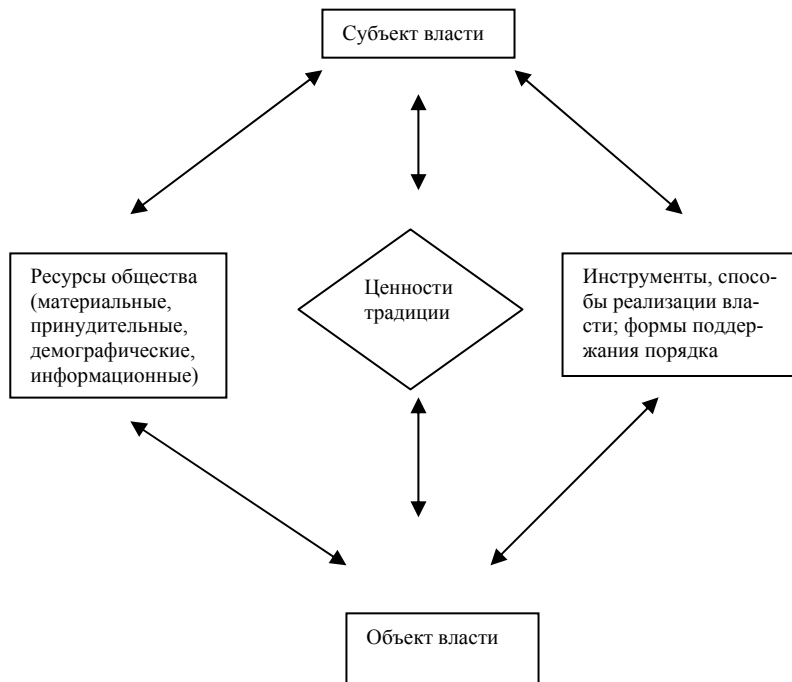 Субъект власти
Ресурсы общества
(материальные,
принудительные,
демографические,
информационные)
Ценности
традиции
Инструменты, спосо-
бы реализации вла-
сти; формы поддер-
жания порядка
Объект власти